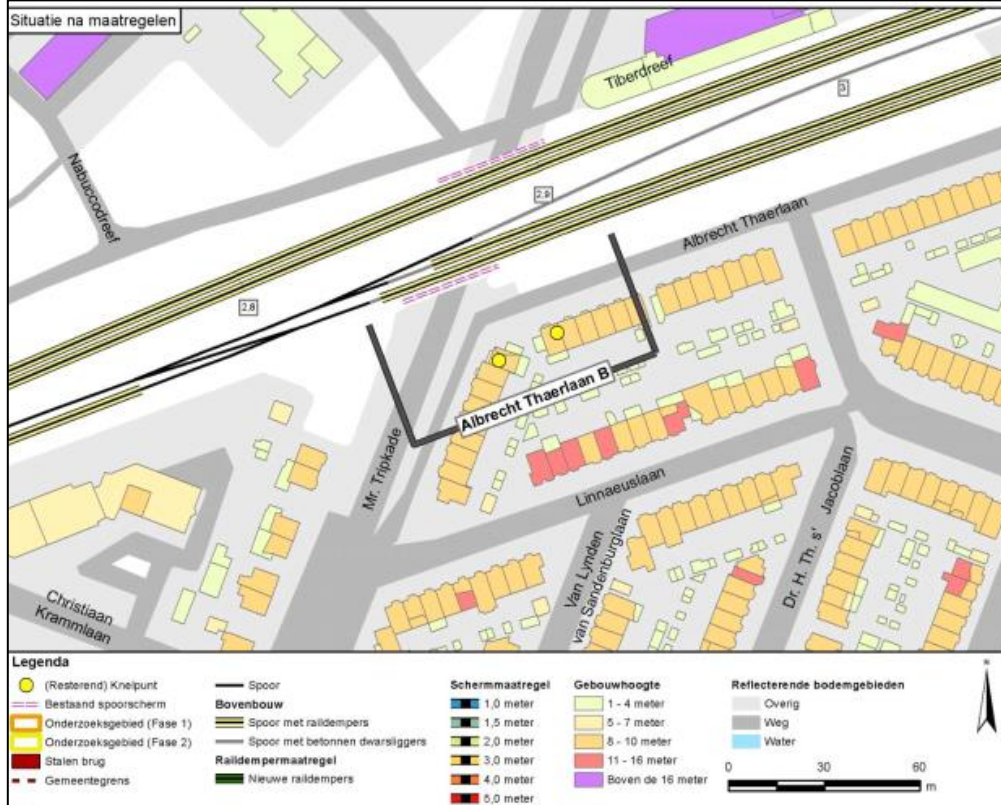 Situatie na maatregelen
Tiberdreef
3
Nabuccodreef
2.9
Albrecht Thaerlaan
2.8
Albrecht Thaerlaan B
Mr. Tripkade
Linnaeuslaan
Van Lynden
van Sandenburglaan
Dr. H. Th. s' Jacoblaan
Christiaan
Krammlaan
Legenda
(Resterend) Knelpunt
Bestaand spoorscherm
Onderzoeksgebied (Fase 1)
Onderzoeksgebied (Fase 2)
Stalen brug
Gemeentegrens
Spoor
Bovenbouw
Spoor met raildempers
Spoor met betonnen dwarsliggers
Raildempermaatregel
Nieuwe raildempers
Schermmaatregel
1,0 meter
1,5 meter
2,0 meter
3,0 meter
4,0 meter
5,0 meter
Gebouwhoogte
1 - 4 meter
5 - 7 meter
8 - 10 meter
11 - 16 meter
Boven de 16 meter
Reflecterende bodemgebieden
Overig
Weg
Water
N
0 30 60
m